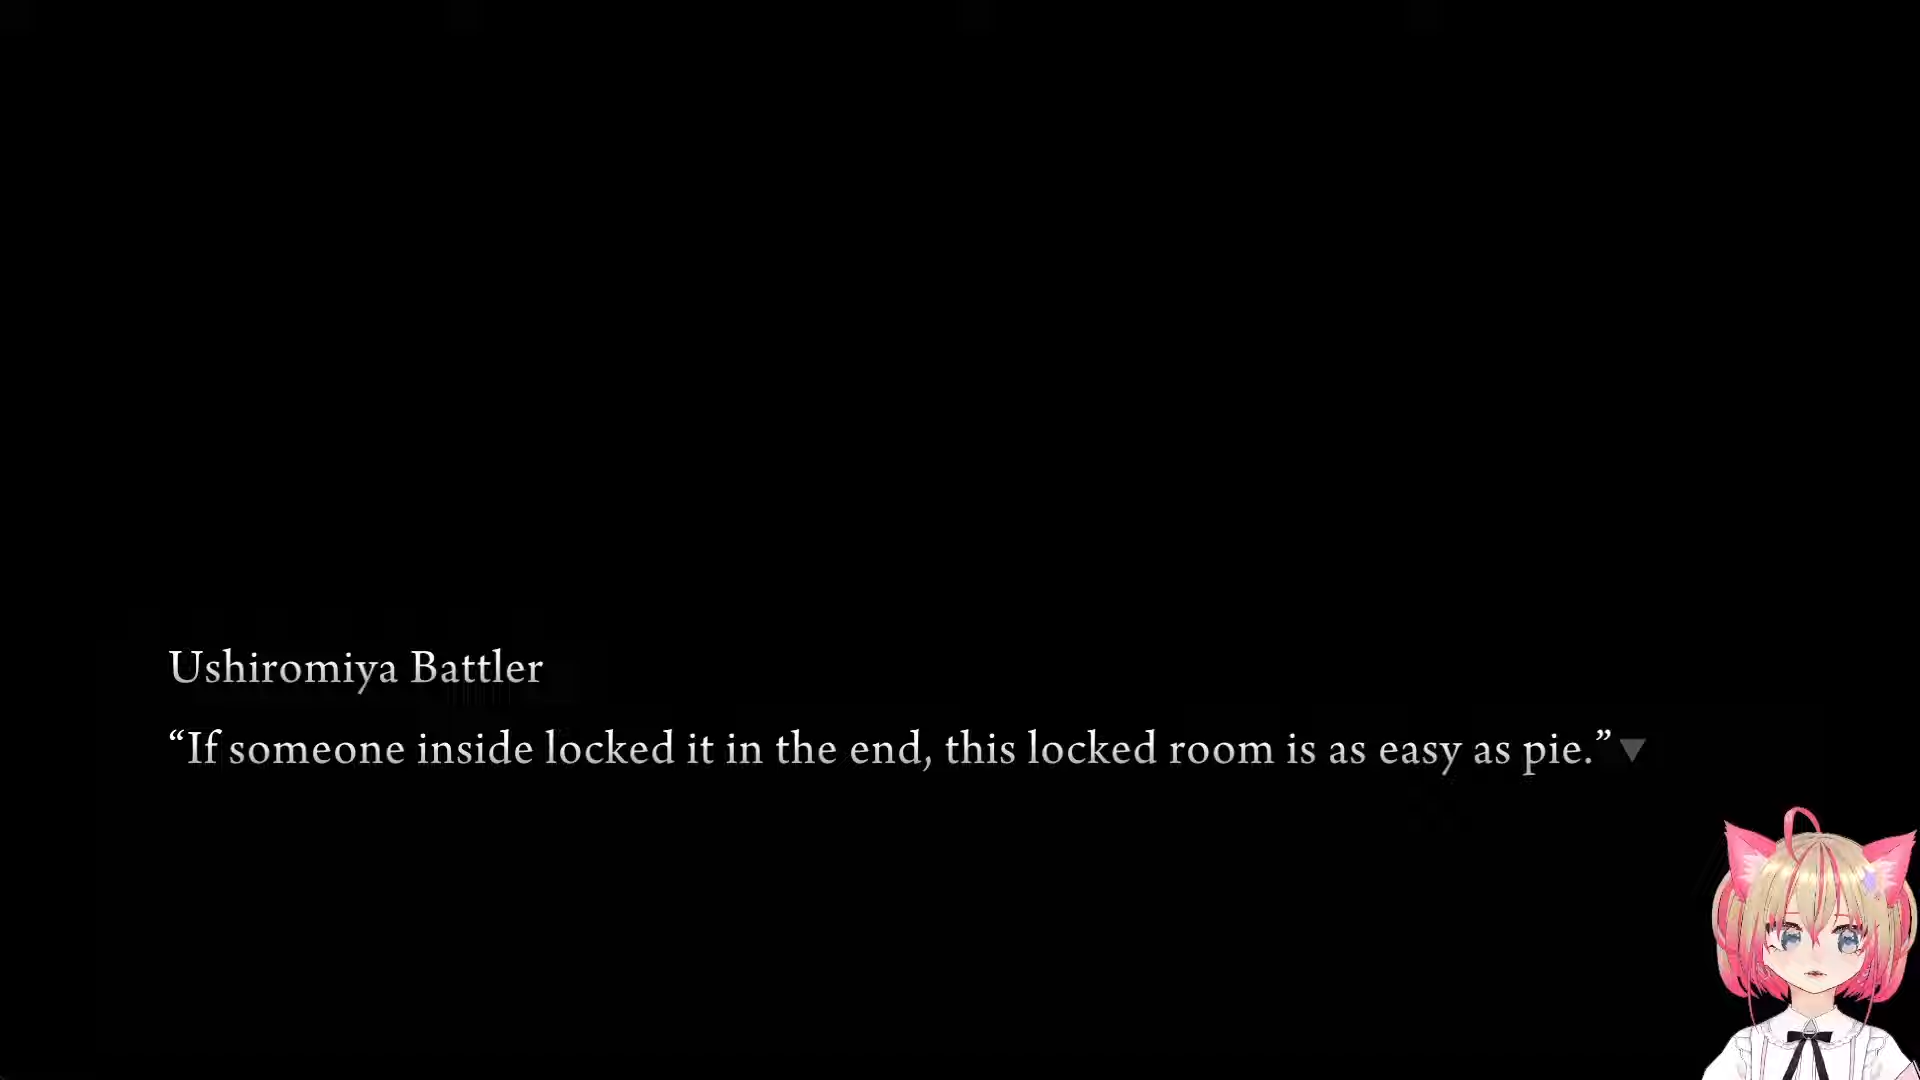 Ushiromiya Battler
“If someone inside locked it in the end, this locked room is as easy as pie.”